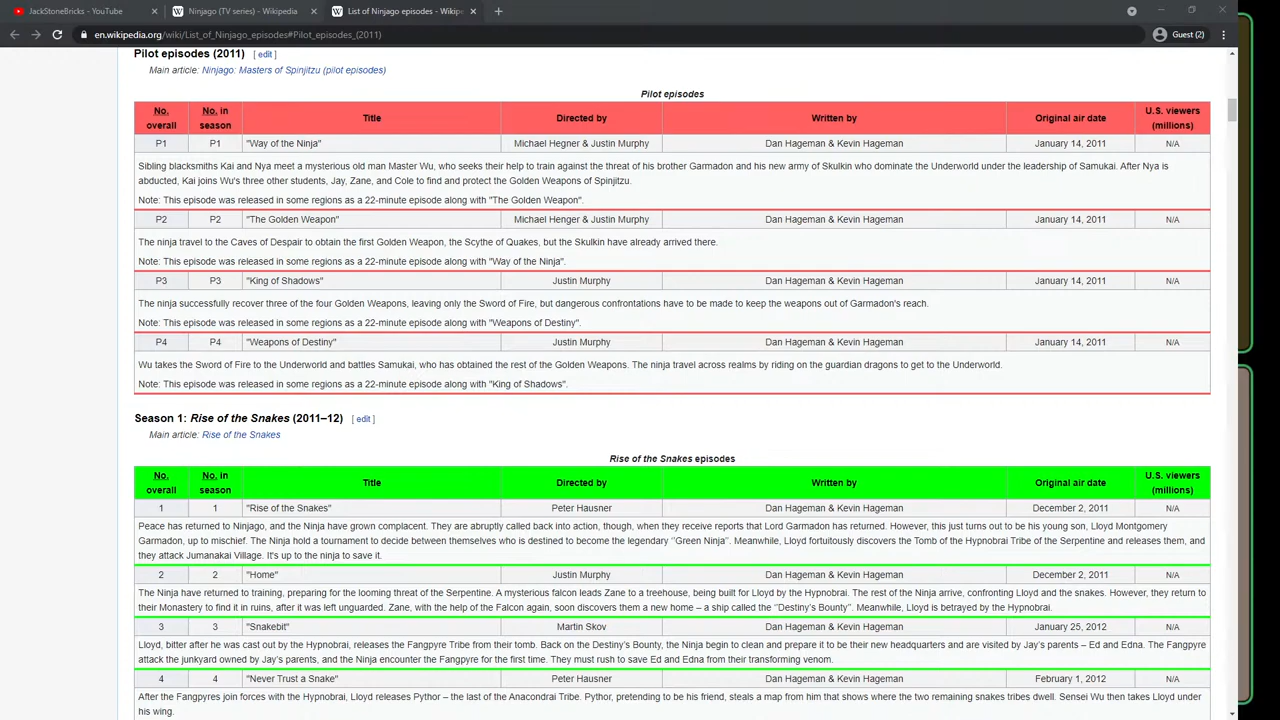 JackStoneBricks - YouTube
Ninjago (TV series) - Wikipedia
List of Ninjago episodes - Wikipe
en.wikipedia.org/wiki/List_of_Ninjago_episodes#Pilot_episodes_(2011)
Guest (2)
Pilot episodes (2011) [ edit ]
Main article: Ninjago: Masters of Spinjitzu (pilot episodes)
Pilot episodes
No. overall No. in season Title Directed by Written by Original air date U.S. viewers (millions)
P1 P1 "Way of the Ninja" Michael Hegner & Justin Murphy Dan Hageman & Kevin Hageman January 14, 2011 N/A
Sibling blacksmiths Kai and Nya meet a mysterious old man Master Wu, who seeks their help to train against the threat of his brother Garmadon and his new army of Skulkin who dominate the Underworld under the leadership of Samukai. After Nya is
abducted, Kai joins Wu's three other students, Jay, Zane, and Cole to find and protect the Golden Weapons of Spinjitzu.
Note: This episode was released in some regions as a 22-minute episode along with "The Golden Weapon".
P2 P2 "The Golden Weapon" Michael Henger & Justin Murphy Dan Hageman & Kevin Hageman January 14, 2011 N/A
The ninja travel to the Caves of Despair to obtain the first Golden Weapon, the Scythe of Quakes, but the Skulkin have already arrived there.
Note: This episode was released in some regions as a 22-minute episode along with "Way of the Ninja".
P3 P3 "King of Shadows" Justin Murphy Dan Hageman & Kevin Hageman January 14, 2011 N/A
The ninja successfully recover three of the four Golden Weapons, leaving only the Sword of Fire, but dangerous confrontations have to be made to keep the weapons out of Garmadon's reach.
Note: This episode was released in some regions as a 22-minute episode along with "Weapons of Destiny".
P4 P4 "Weapons of Destiny" Justin Murphy Dan Hageman & Kevin Hageman January 14, 2011 N/A
Wu takes the Sword of Fire to the Underworld and battles Samukai, who has obtained the rest of the Golden Weapons. The ninja travel across realms by riding on the guardian dragons to get to the Underworld.
Note: This episode was released in some regions as a 22-minute episode along with "King of Shadows".
Season 1: Rise of the Snakes (2011–12) [ edit ]
Main article: Rise of the Snakes
Rise of the Snakes episodes
No. overall No. in season Title Directed by Written by Original air date U.S. viewers (millions)
1 1 "Rise of the Snakes" Peter Hausner Dan Hageman & Kevin Hageman December 2, 2011 N/A
Peace has returned to Ninjago, and the Ninja have grown complacent. They are abruptly called back into action, though, when they receive reports that Lord Garmadon has returned. However, this just turns out to be his young son, Lloyd Montgomery
Garmadon, up to mischief. The Ninja hold a tournament to decide between themselves who is destined to become the legendary ''Green Ninja''. Meanwhile, Lloyd fortuitously discovers the Tomb of the Hypnobrai Tribe of the Serpentine and releases them, and
they attack Jumanakai Village. It's up to the ninja to save it.
2 2 "Home" Justin Murphy Dan Hageman & Kevin Hageman December 2, 2011 N/A
The Ninja have returned to training, preparing for the looming threat of the Serpentine. A mysterious falcon leads Zane to a treehouse, being built for Lloyd by the Hypnobrai. The rest of the Ninja arrive, confronting Lloyd and the snakes. However, they return to
their Monastery to find it in ruins, after it was left unguarded. Zane, with the help of the Falcon again, soon discovers them a new home – a ship called the ''Destiny's Bounty''. Meanwhile, Lloyd is betrayed by the Hypnobrai.
3 3 "Snakebit" Martin Skov Dan Hageman & Kevin Hageman January 25, 2012 N/A
Lloyd, bitter after he was cast out by the Hypnobrai, releases the Fangpyre Tribe from their tomb. Back on the Destiny's Bounty, the Ninja begin to clean and prepare it to be their new headquarters and are visited by Jay's parents – Ed and Edna. The Fangpyre
attack the junkyard owned by Jay's parents, and the Ninja encounter the Fangpyre for the first time. They must rush to save Ed and Edna from their transforming venom.
4 4 "Never Trust a Snake" Peter Hausner Dan Hageman & Kevin Hageman February 1, 2012 N/A
After the Fangpyres join forces with the Hypnobrai, Lloyd releases Pythor – the last of the Anacondrai Tribe. Pythor, pretending to be his friend, steals a map from him that shows where the two remaining snakes tribes dwell. Sensei Wu then takes Lloyd under
his wing.